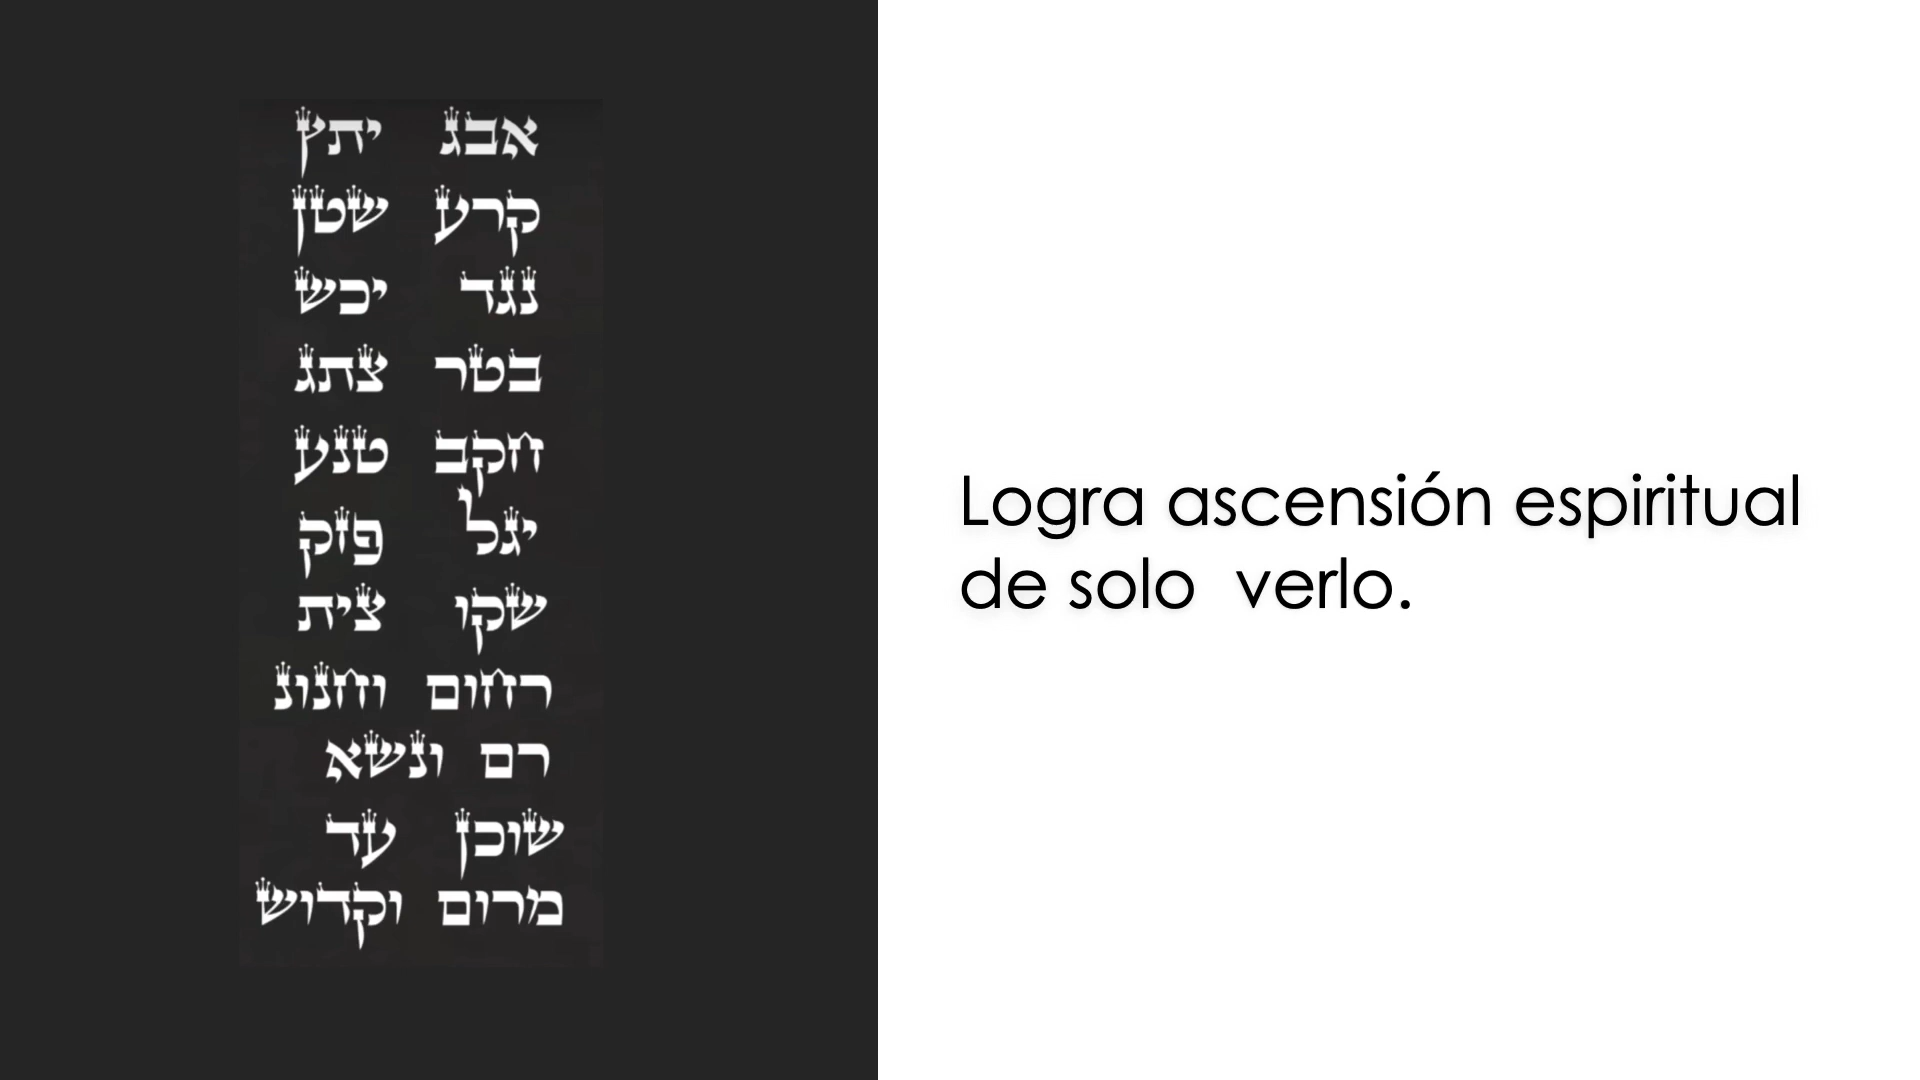 אבג יתץ
קרע שטן
נגד יכש
בטר צתג
חקב טנע
יגל פזק
שקו צית
רחום וחנונ
רם ונשא
שוכן עד
מרום וקדוש
Logra ascensión espiritual
de solo verlo.